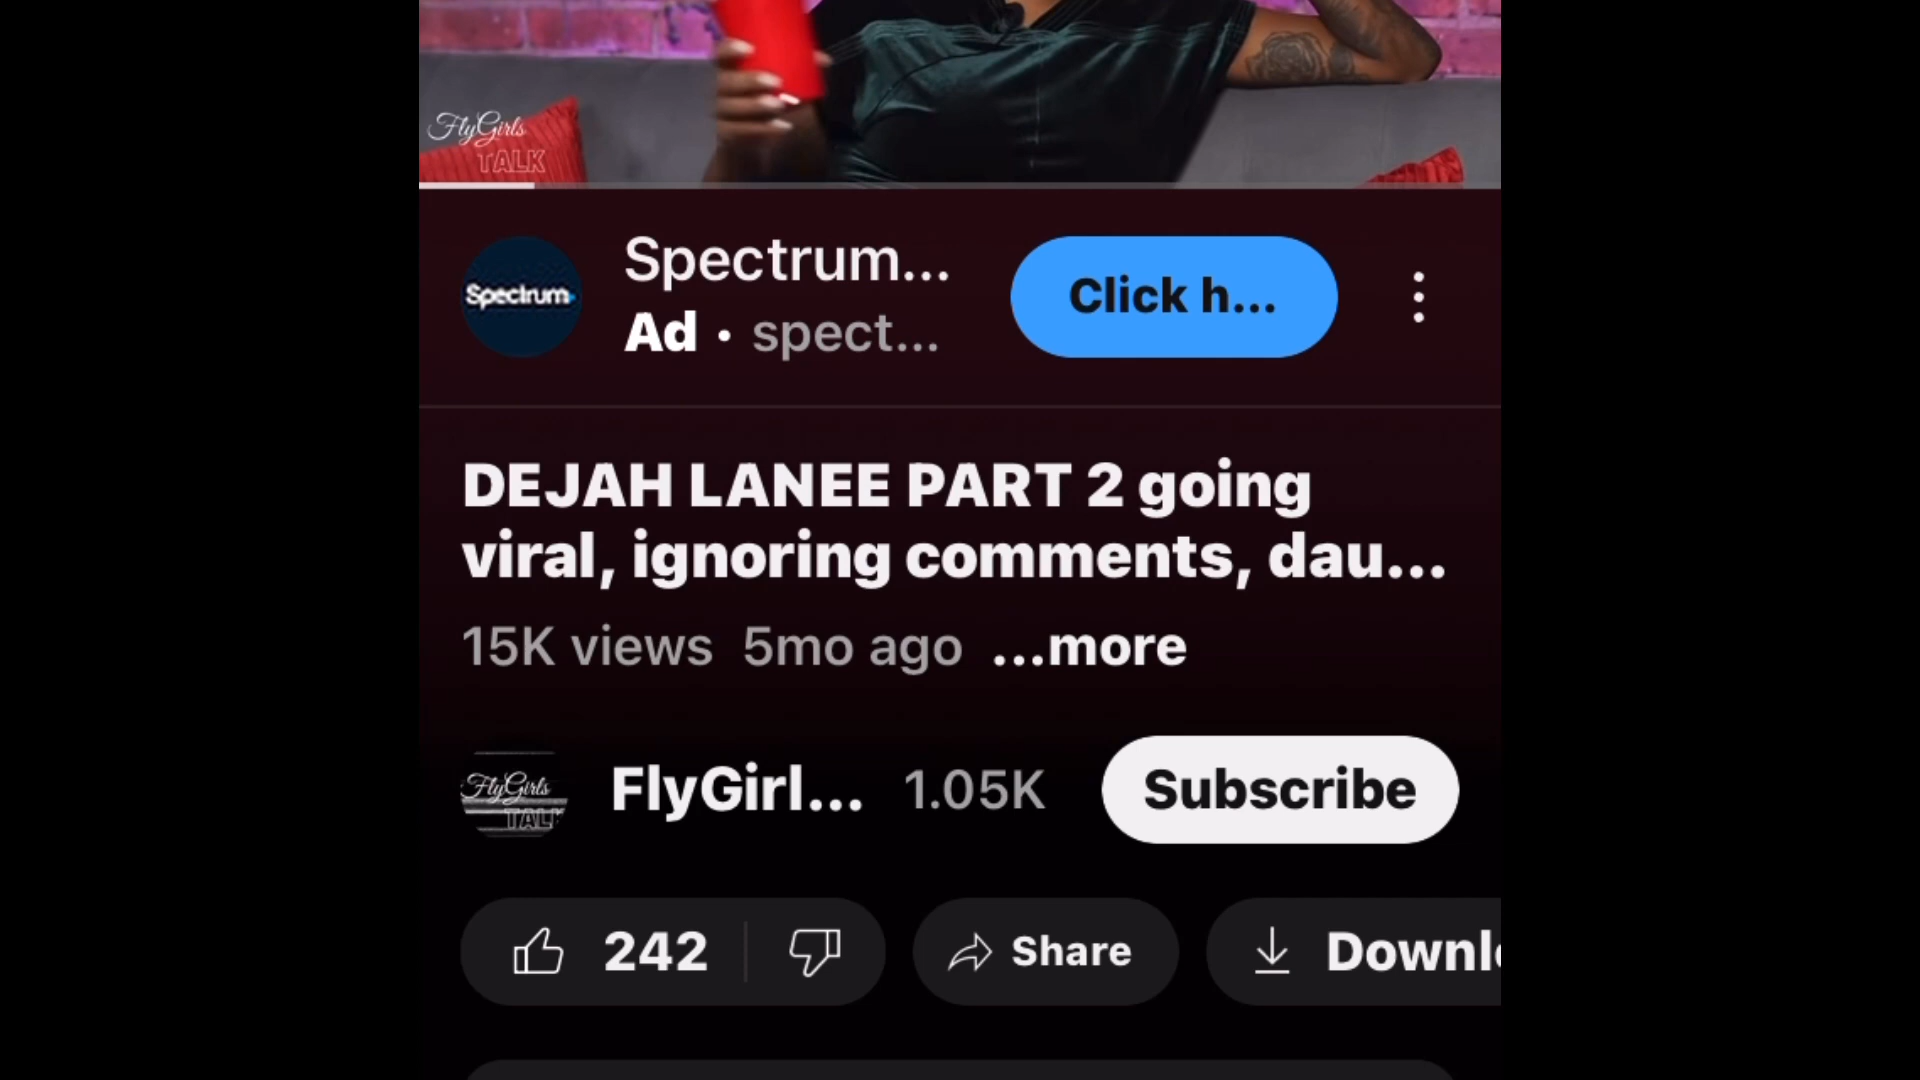 FlyGirls
TALK
Spectrum
Spectrum...
Ad • spect...
Click h...
DEJAH LANEE PART 2 going
viral, ignoring comments, dau...
15K views 5mo ago ...more
FlyGirls
TALK
FlyGirl... 1.05K
Subscribe
242
Share
Downl